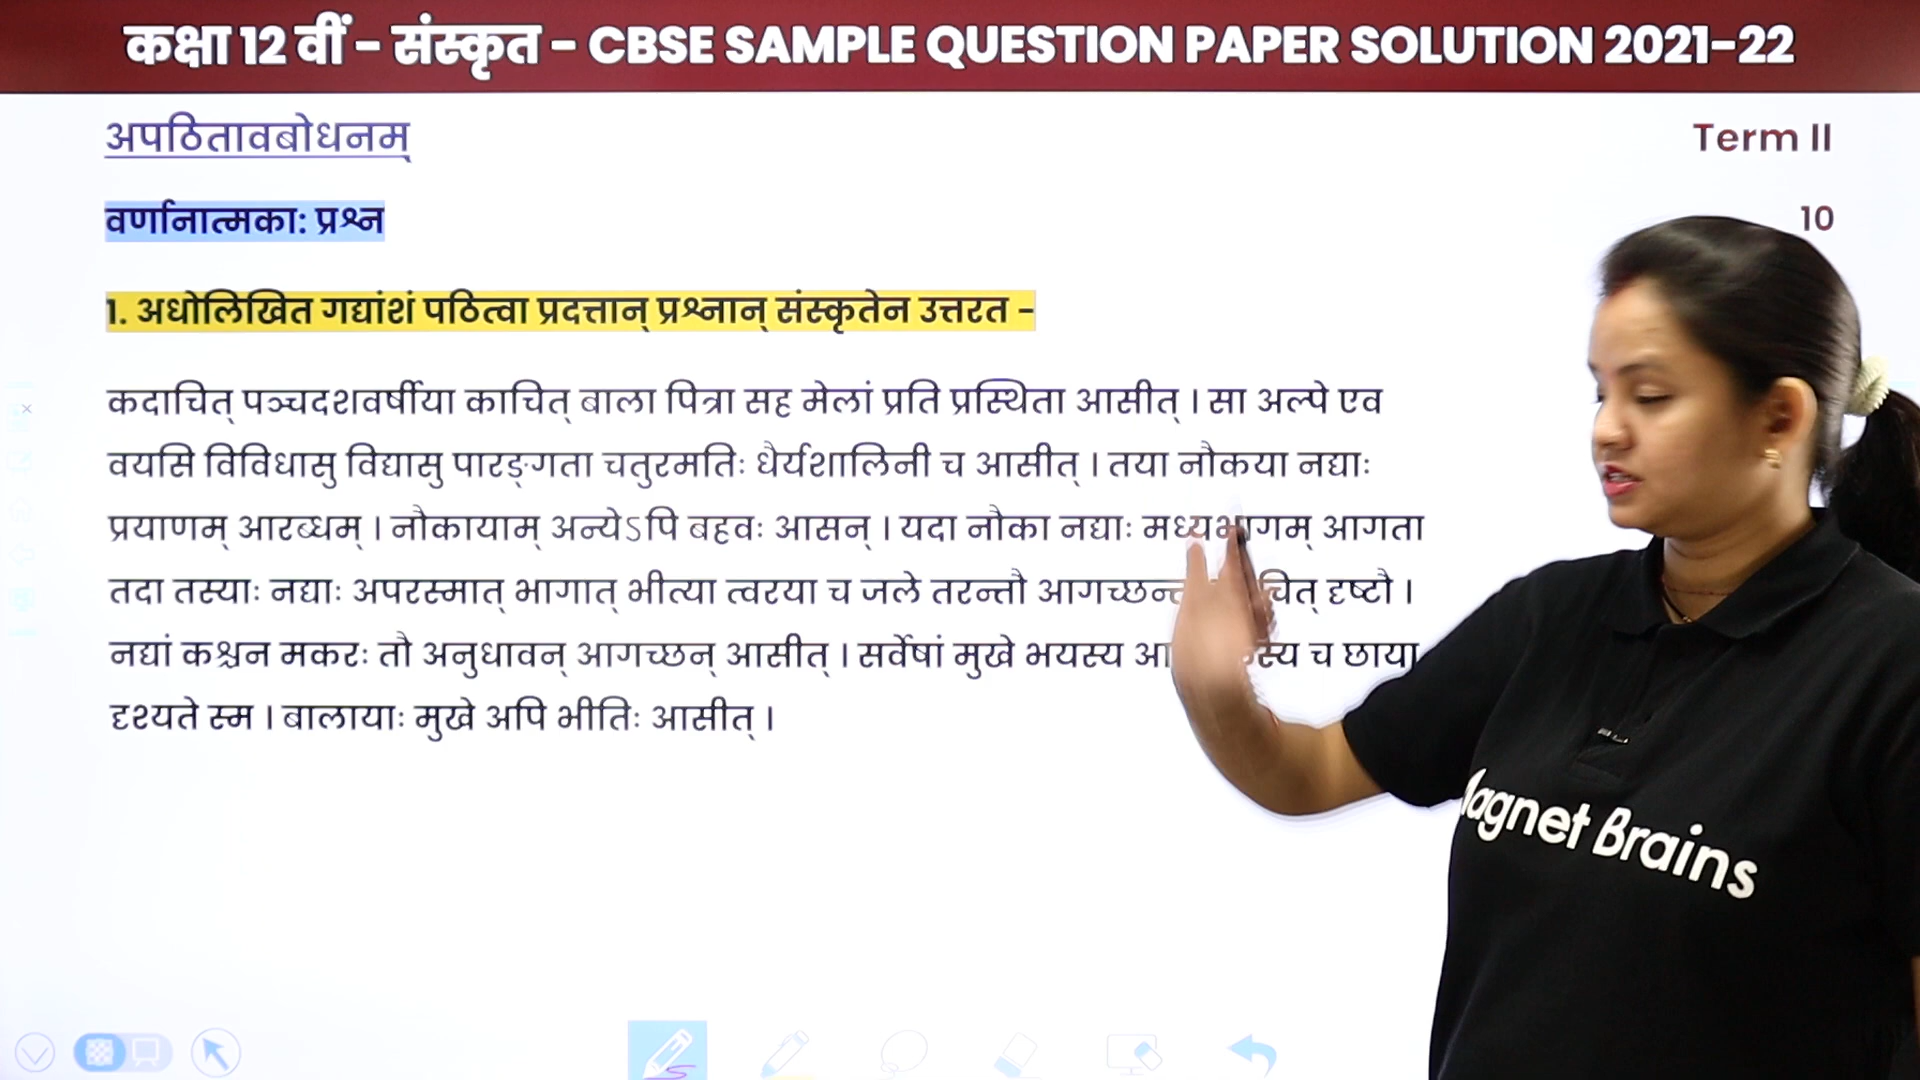 कक्षा 12 वीं - संस्कृत - CBSE SAMPLE QUESTION PAPER SOLUTION 2021-22
अपठितावबोधनम्
Term II
वर्णानात्मका: प्रश्न
10
1. अधोलिखित गद्यांशं पठित्वा प्रदत्तान् प्रश्नान् संस्कृतेन उत्तरत -
कदाचित् पञ्चदशवर्षीया काचित् बाला पित्रा सह मेलां प्रति प्रस्थिता आसीत् । सा अल्पे एव
वयसि विविधासु विद्यासु पारङ्गता चतुरमतिः धैर्यशालिनी च आसीत् । तया नौकया नद्याः
प्रयाणम् आरब्धम् । नौकायाम् अन्येऽपि बहवः आसन् । यदा नौका नद्याः मध्यभागम् आगता
तदा तस्याः नद्याः अपरस्मात् भागात् भीत्या त्वरया च जले तरन्तौ दृष्टौ ।
नद्यां कश्चन मकरः तौ अनुधावन् आगच्छन् आसीत् । सर्वेषां मुखे भयस्य च छाया
दृश्यते स्म । बालायाः मुखे अपि भीतिः आसीत् ।
Magnet Brains